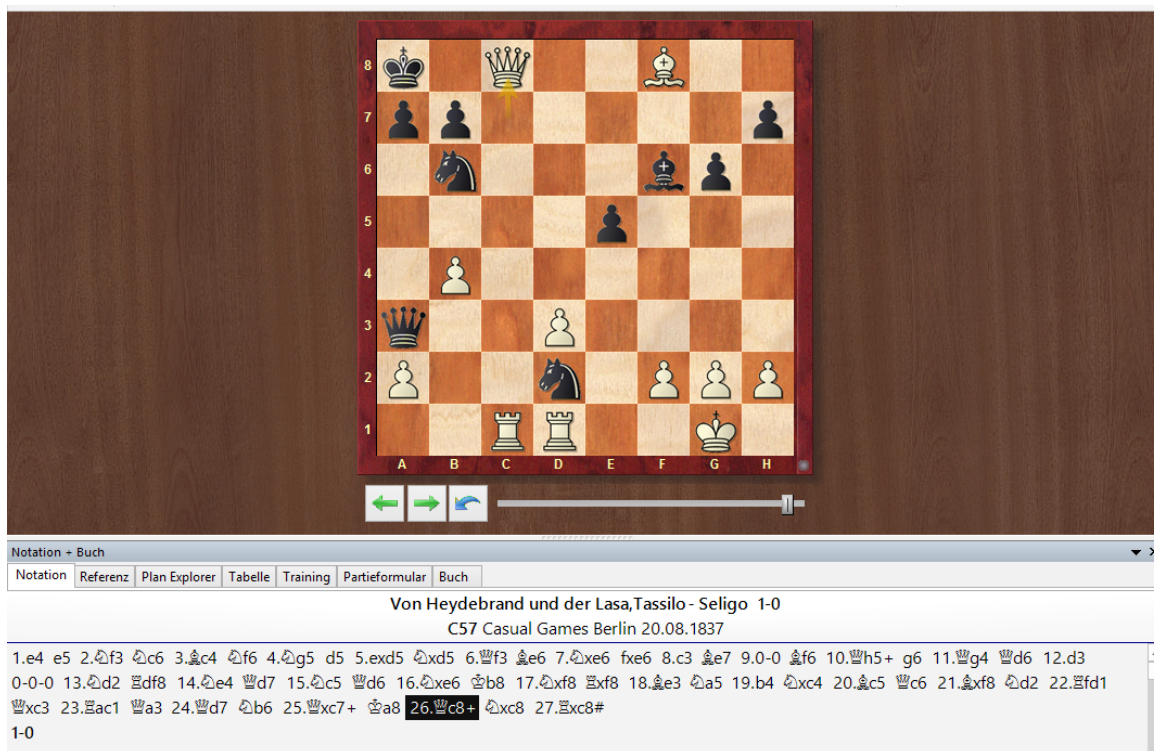 8
7
6
5
4
3
2
1
A B C D E F G H
Notation + Buch
Notation Referenz Plan Explorer Tabelle Training Partieformular Buch
Von Heydebrand und der Lasa,Tassilo - Seligo 1-0
C57 Casual Games Berlin 20.08.1837
1.e4 e5 2.♘f3 ♘c6 3.♗c4 ♘f6 4.♘g5 d5 5.exd5 ♘xd5 6.♕f3 ♗e6 7.♘xe6 fxe6 8.c3 ♗e7 9.0-0 ♗f6 10.♕h5+ g6 11.♕g4 ♕d6 12.d3
0-0-0 13.♘d2 ♖df8 14.♘e4 ♕d7 15.♘c5 ♕d6 16.♘xe6 ♔b8 17.♘xf8 ♖xf8 18.♗e3 ♘a5 19.b4 ♘xc4 20.♗c5 ♕c6 21.♗xf8 ♘d2 22.♖fd1
♕xc3 23.♖ac1 ♕a3 24.♕d7 ♘b6 25.♕xc7+ ♔a8 26.♕c8+ ♘xc8 27.♖xc8#
1-0